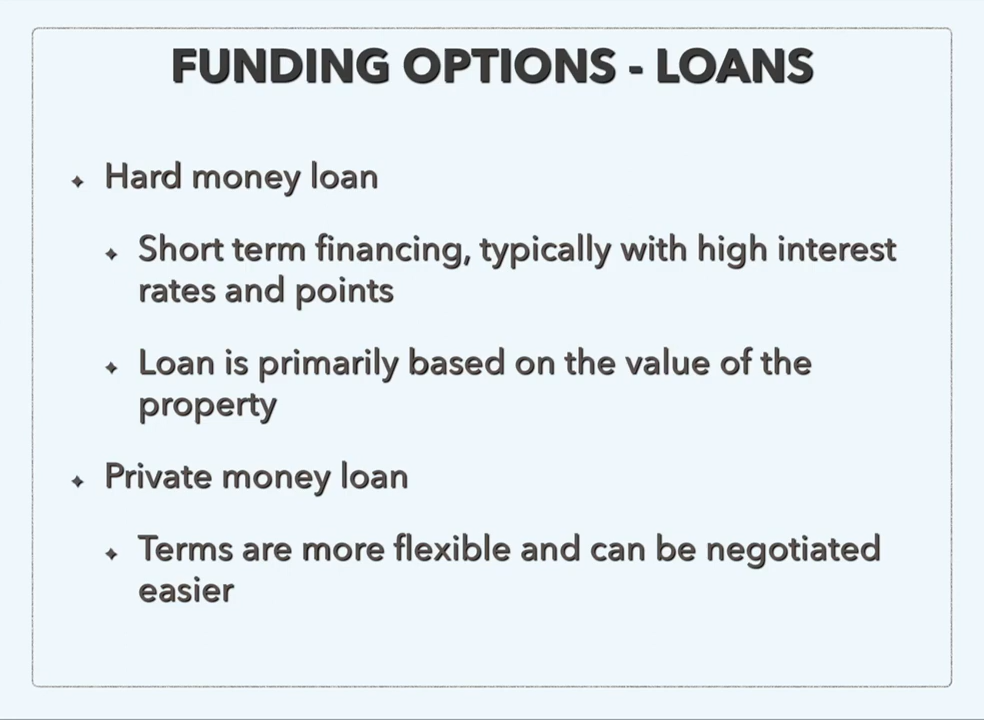 FUNDING OPTIONS - LOANS
Hard money loan
Short term financing, typically with high interest
rates and points
Loan is primarily based on the value of the
property
Private money loan
Terms are more flexible and can be negotiated
easier